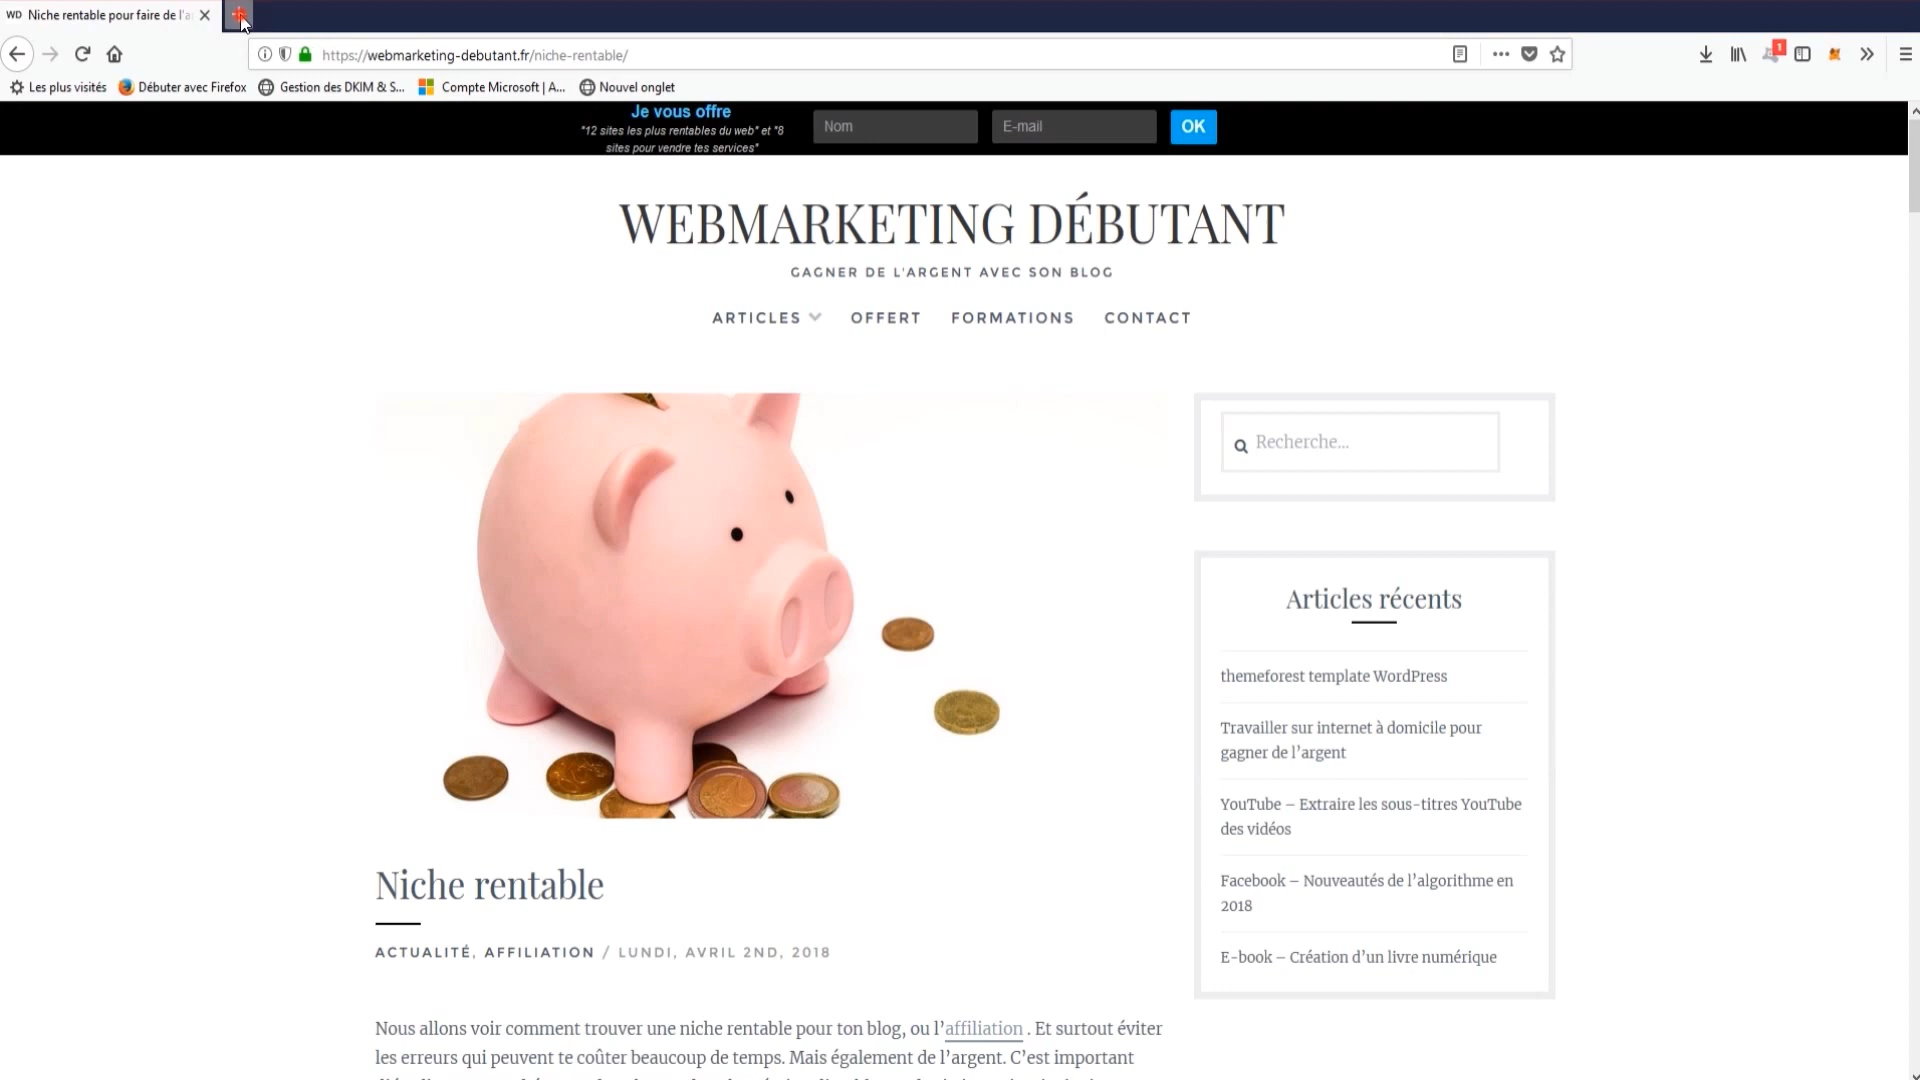 WD Niche rentable pour faire de l'a
https://webmarketing-debutant.fr/niche-rentable/
1
Les plus visités Débuter avec Firefox Gestion des DKIM & S... Compte Microsoft | A... Nouvel onglet
Je vous offre
"12 sites les plus rentables du web" et "8
sites pour vendre tes services"
Nom
E-mail
OK
WEBMARKETING DÉBUTANT
GAGNER DE L'ARGENT AVEC SON BLOG
ARTICLES OFFERT FORMATIONS CONTACT
Recherche...
Articles récents
themeforest template WordPress
Travailler sur internet à domicile pour
gagner de l’argent
YouTube – Extraire les sous-titres YouTube
des vidéos
Facebook – Nouveautés de l’algorithme en
2018
E-book – Création d’un livre numérique
Niche rentable
ACTUALITÉ, AFFILIATION / LUNDI, AVRIL 2ND, 2018
Nous allons voir comment trouver une niche rentable pour ton blog, ou l’affiliation . Et surtout éviter
les erreurs qui peuvent te coûter beaucoup de temps. Mais également de l’argent. C’est important